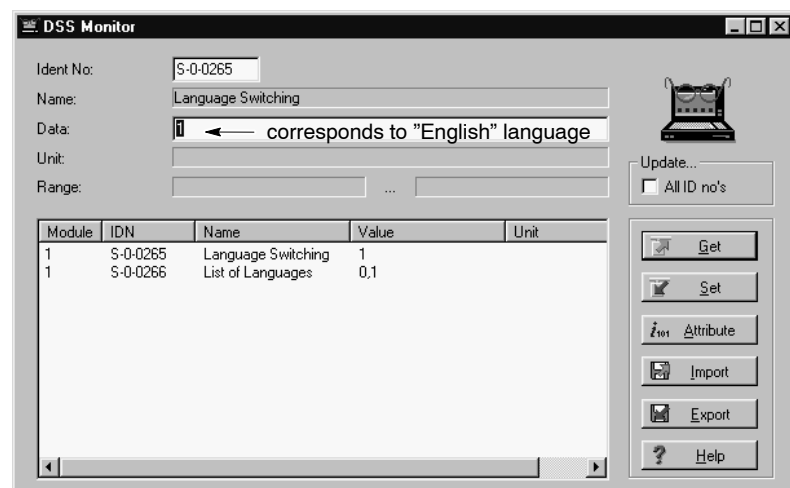 DSS Monitor
Ident No: S-0-0265
Name: Language Switching
Data: 1 corresponds to ”English” language
Unit:
Range: ...
Update...
All ID no's
Module IDN Name Value Unit
1 S-0-0265 Language Switching 1
1 S-0-0266 List of Languages 0,1
Get
Set
i101 Attribute
Import
Export
? Help